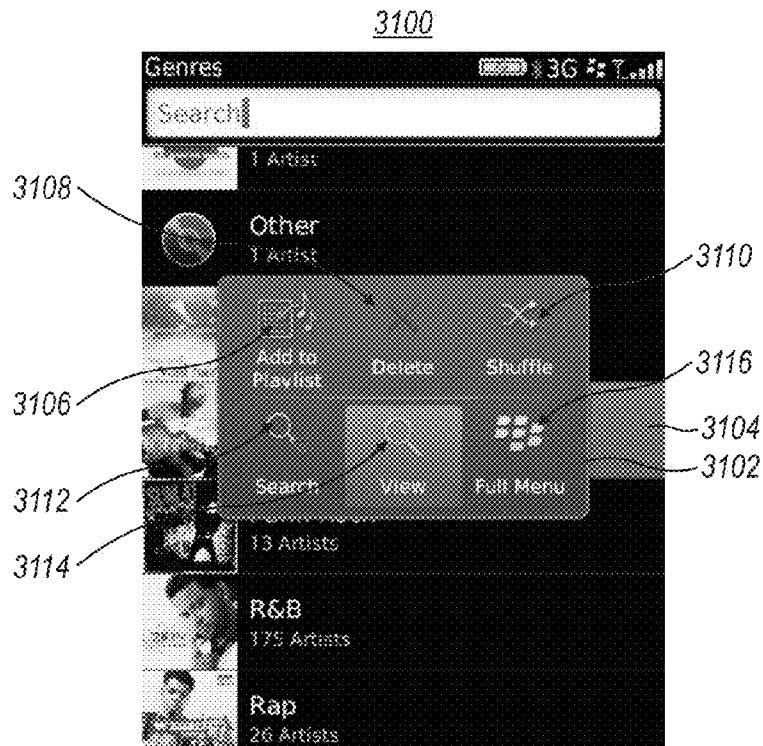 3100
Genres
3G
Search
1 Artist
3108
Other
1 Artist
3110
Add to
Playlist
Delete
Shuffle
3106
3116
3104
3102
Search
View
Full Menu
3112
3114
13 Artists
R&B
175 Artists
Rap
26 Artists